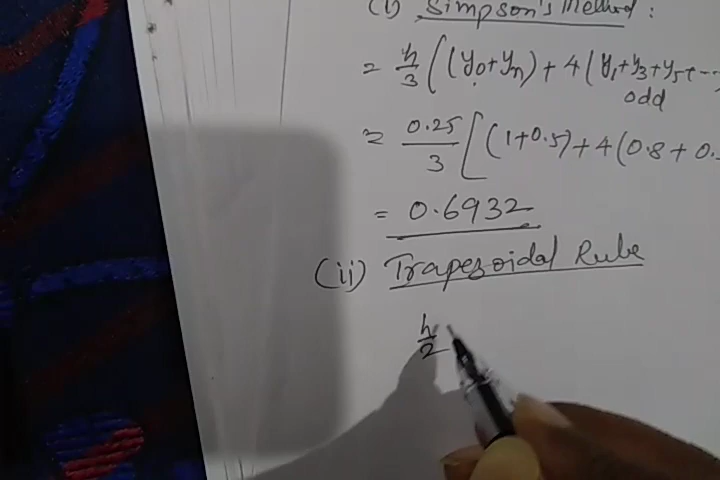 (i) Simpson's Method :
= h/3 ((y₀+yₙ)+4(y₁+y₃+y₅+--
odd
= 0.25/3 [(1+0.5)+4(0.8+0.
= 0.6932
(ii) Trapezoidal Rule
h/2